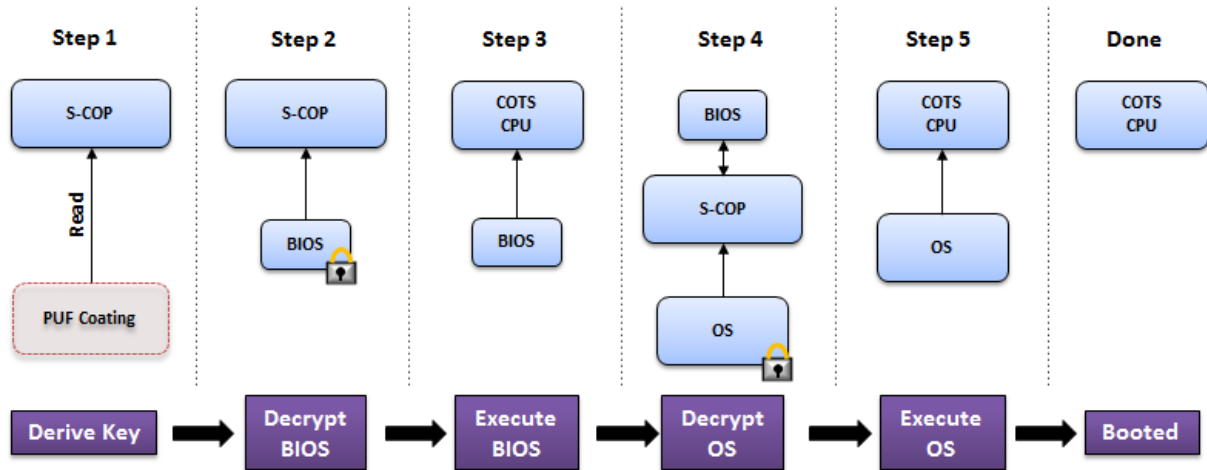 Step 1
Step 2
Step 3
Step 4
Step 5
Done
S-COP
Read
PUF Coating
S-COP
BIOS
COTS
CPU
BIOS
BIOS
S-COP
OS
COTS
CPU
OS
COTS
CPU
Derive Key
Decrypt
BIOS
Execute
BIOS
Decrypt
OS
Execute
OS
Booted